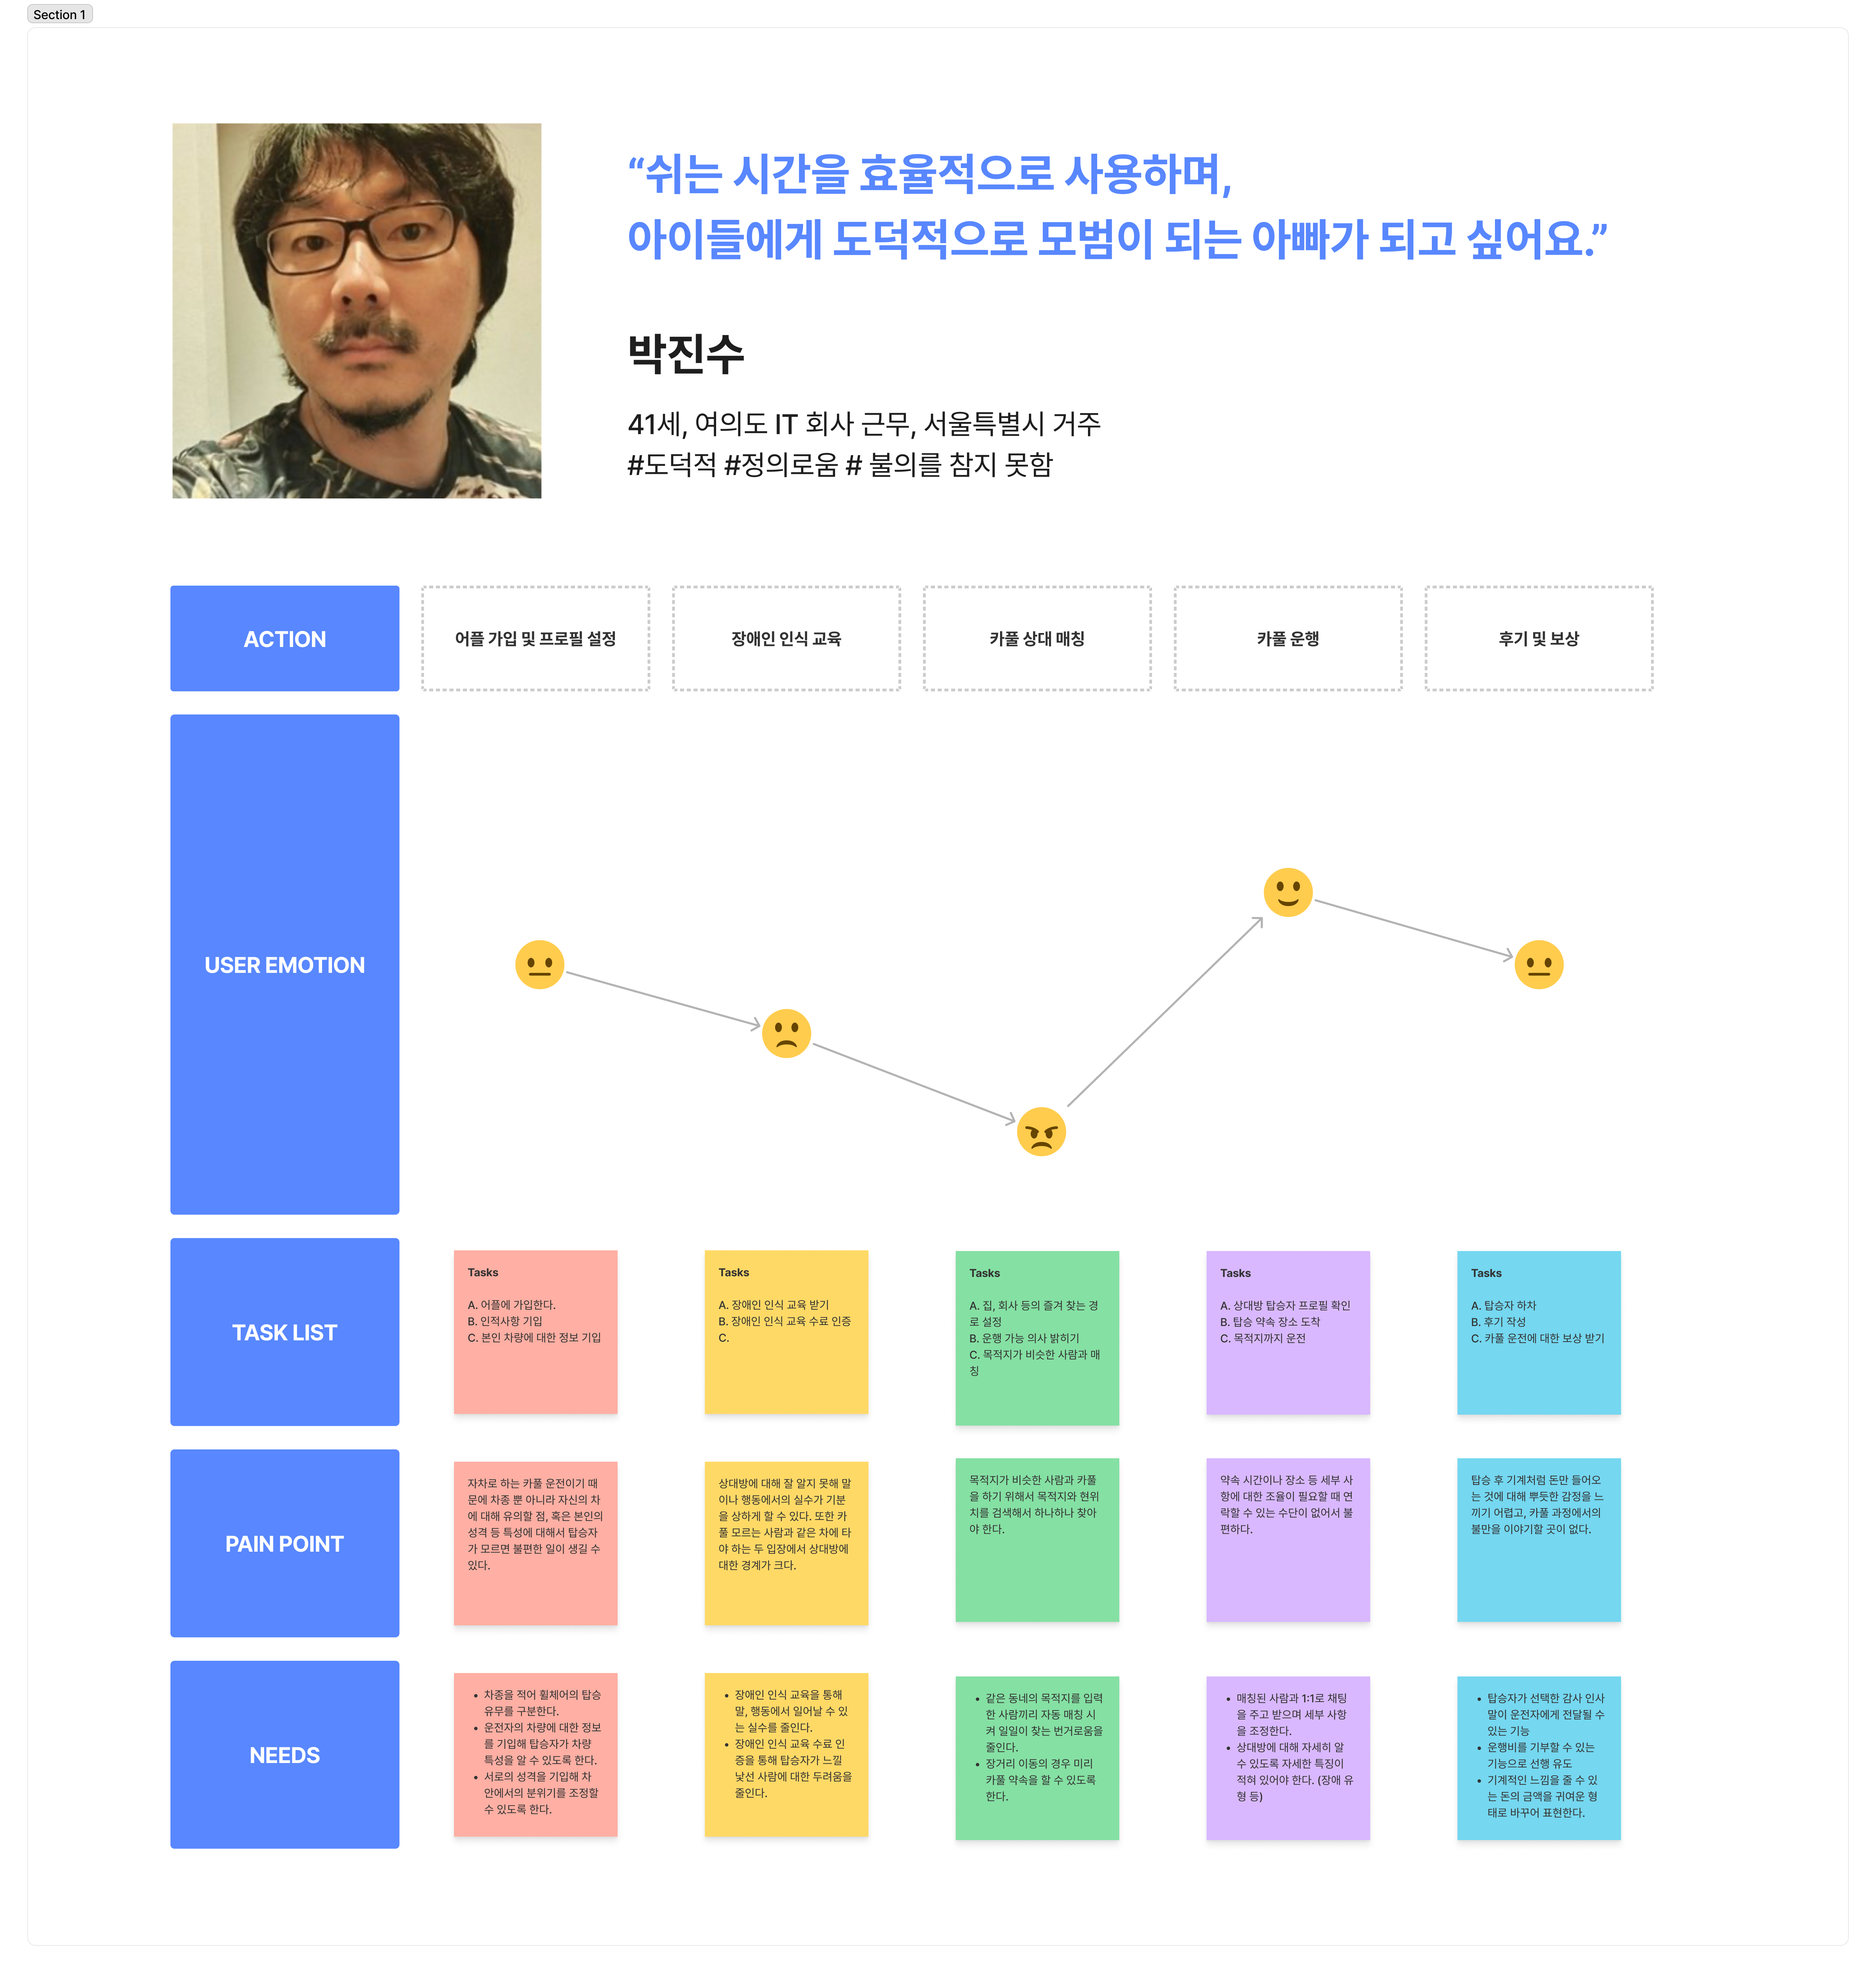 Section 1
“쉬는 시간을 효율적으로 사용하며,
아이들에게 도덕적으로 모범이 되는 아빠가 되고 싶어요.”
박진수
41세, 여의도 IT 회사 근무, 서울특별시 거주
#도덕적 #정의로움 # 불의를 참지 못함
ACTION
어플 가입 및 프로필 설정
장애인 인식 교육
카풀 상대 매칭
카풀 운행
후기 및 보상
USER EMOTION
TASK LIST
Tasks
A. 어플에 가입한다.
B. 인적사항 기입
C. 본인 차량에 대한 정보 기입
Tasks
A. 장애인 인식 교육 받기
B. 장애인 인식 교육 수료 인증
C.
Tasks
A. 집, 회사 등의 즐겨 찾는 경
로 설정
B. 운행 가능 의사 밝히기
C. 목적지가 비슷한 사람과 매
칭
Tasks
A. 상대방 탑승자 프로필 확인
B. 탑승 약속 장소 도착
C. 목적지까지 운전
Tasks
A. 탑승자 하차
B. 후기 작성
C. 카풀 운전에 대한 보상 받기
PAIN POINT
자차로 하는 카풀 운전이기 때
문에 차종 뿐 아니라 자신의 차
에 대해 유의할 점, 혹은 본인의
성격 등 특성에 대해서 탑승자
가 모르면 불편한 일이 생길 수
있다.
상대방에 대해 잘 알지 못해 말
이나 행동에서의 실수가 기분
을 상하게 할 수 있다. 또한 카
풀 모르는 사람과 같은 차에 타
야 하는 두 입장에서 상대방에
대한 경계가 크다.
목적지가 비슷한 사람과 카풀
을 하기 위해서 목적지와 현위
치를 검색해서 하나하나 찾아
야 한다.
약속 시간이나 장소 등 세부 사
항에 대한 조율이 필요할 때 연
락할 수 있는 수단이 없어서 불
편하다.
탑승 후 기계처럼 돈만 들어오
는 것에 대해 뿌듯한 감정을 느
끼기 어렵고, 카풀 과정에서의
불만을 이야기할 곳이 없다.
NEEDS
• 차종을 적어 휠체어의 탑승
유무를 구분한다.
• 운전자의 차량에 대한 정보
를 기입해 탑승자가 차량
특성을 알 수 있도록 한다.
• 서로의 성격을 기입해 차
안에서의 분위기를 조정할
수 있도록 한다.
• 장애인 인식 교육을 통해
말, 행동에서 일어날 수 있
는 실수를 줄인다.
• 장애인 인식 교육 수료 인
증을 통해 탑승자가 느낄
낯선 사람에 대한 두려움을
줄인다.
• 같은 동네의 목적지를 입력
한 사람끼리 자동 매칭 시
켜 일일이 찾는 번거로움을
줄인다.
• 장거리 이동의 경우 미리
카풀 약속을 할 수 있도록
한다.
• 매칭된 사람과 1:1로 채팅
을 주고 받으며 세부 사항
을 조정한다.
• 상대방에 대해 자세히 알
수 있도록 자세한 특징이
적혀 있어야 한다. (장애 유
형 등)
• 탑승자가 선택한 감사 인사
말이 운전자에게 전달될 수
있는 기능
• 운행비를 기부할 수 있는
기능으로 선행 유도
• 기계적인 느낌을 줄 수 있
는 돈의 금액을 귀여운 형
태로 바꾸어 표현한다.